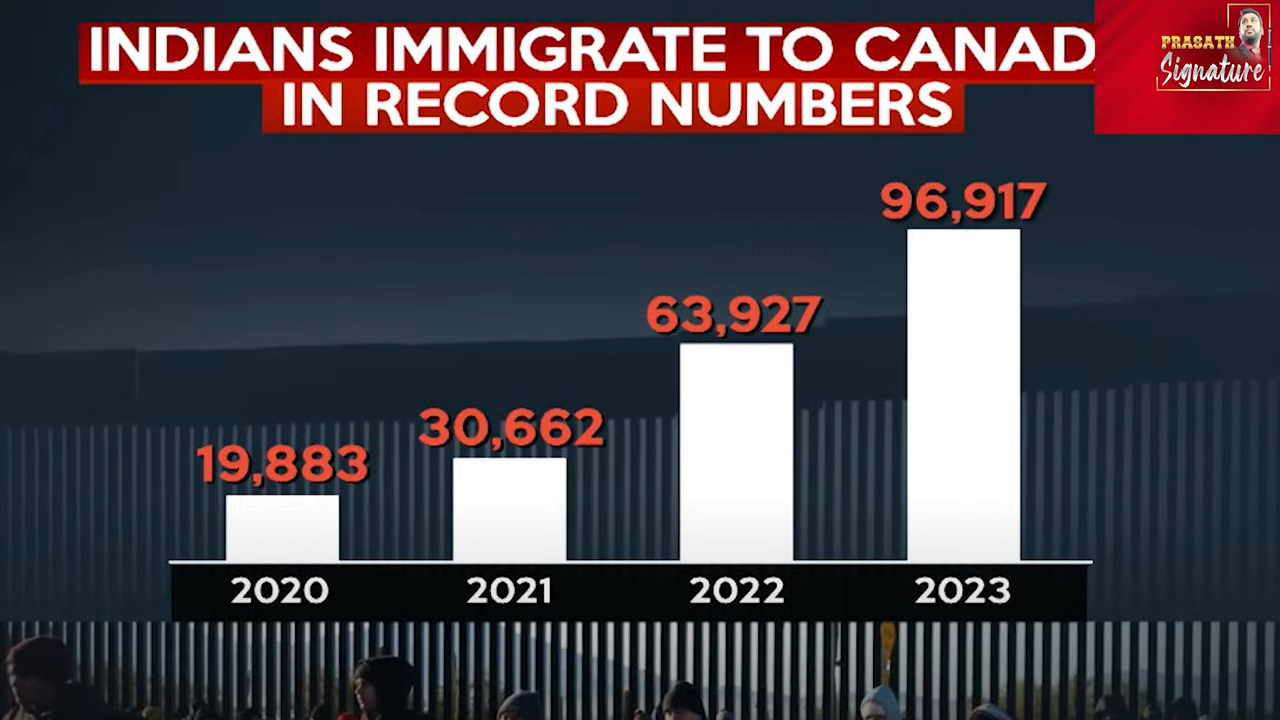 INDIANS IMMIGRATE TO CANAD
IN RECORD NUMBERS
PRASATH
Signature
96,917
63,927
30,662
19,883
2020 2021 2022 2023